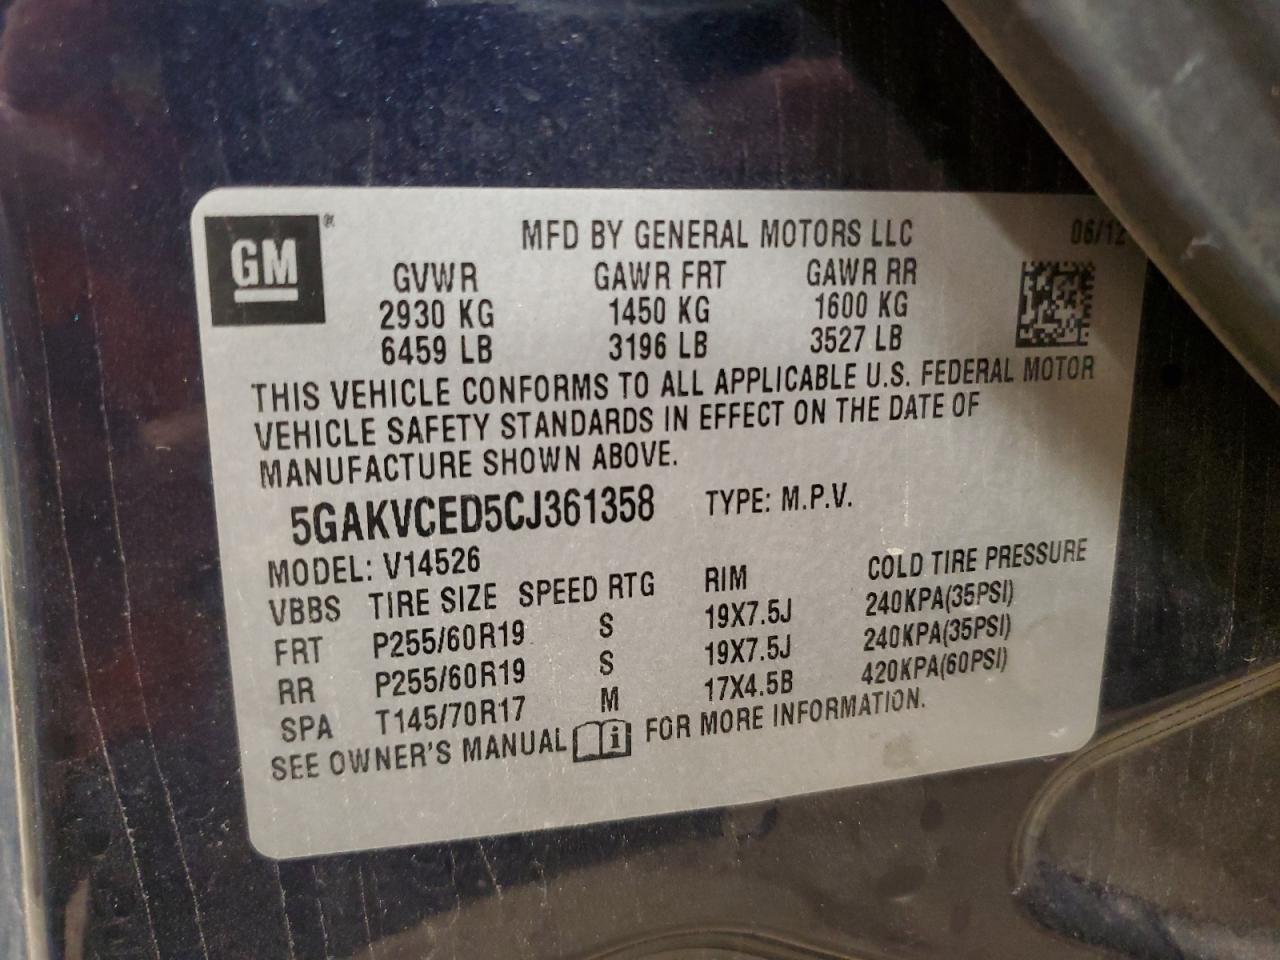 GM® MFD BY GENERAL MOTORS LLC 06/12
GVWR GAWR FRT GAWR RR
2930 KG 1450 KG 1600 KG
6459 LB 3196 LB 3527 LB
THIS VEHICLE CONFORMS TO ALL APPLICABLE U.S. FEDERAL MOTOR
VEHICLE SAFETY STANDARDS IN EFFECT ON THE DATE OF
MANUFACTURE SHOWN ABOVE.
5GAKVCED5CJ361358 TYPE: M.P.V.
MODEL: V14526
VBBS TIRE SIZE SPEED RTG RIM COLD TIRE PRESSURE
FRT P255/60R19 S 19X7.5J 240KPA(35PSI)
RR P255/60R19 S 19X7.5J 240KPA(35PSI)
SPA T145/70R17 M 17X4.5B 420KPA(60PSI)
SEE OWNER'S MANUAL i FOR MORE INFORMATION.